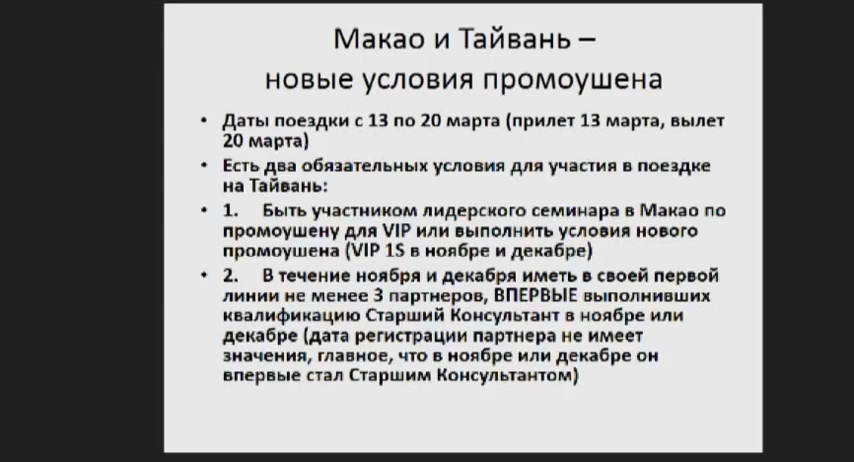 Макао и Тайвань –
новые условия промоушена
• Даты поездки с 13 по 20 марта (прилет 13 марта, вылет
20 марта)
• Есть два обязательных условия для участия в поездке
на Тайвань:
• 1. Быть участником лидерского семинара в Макао по
промоушену для VIP или выполнить условия нового
промоушена (VIP 1S в ноябре и декабре)
• 2. В течение ноября и декабря иметь в своей первой
линии не менее 3 партнеров, ВПЕРВЫЕ выполнивших
квалификацию Старший Консультант в ноябре или
декабре (дата регистрации партнера не имеет
значения, главное, что в ноябре или декабре он
впервые стал Старшим Консультантом)